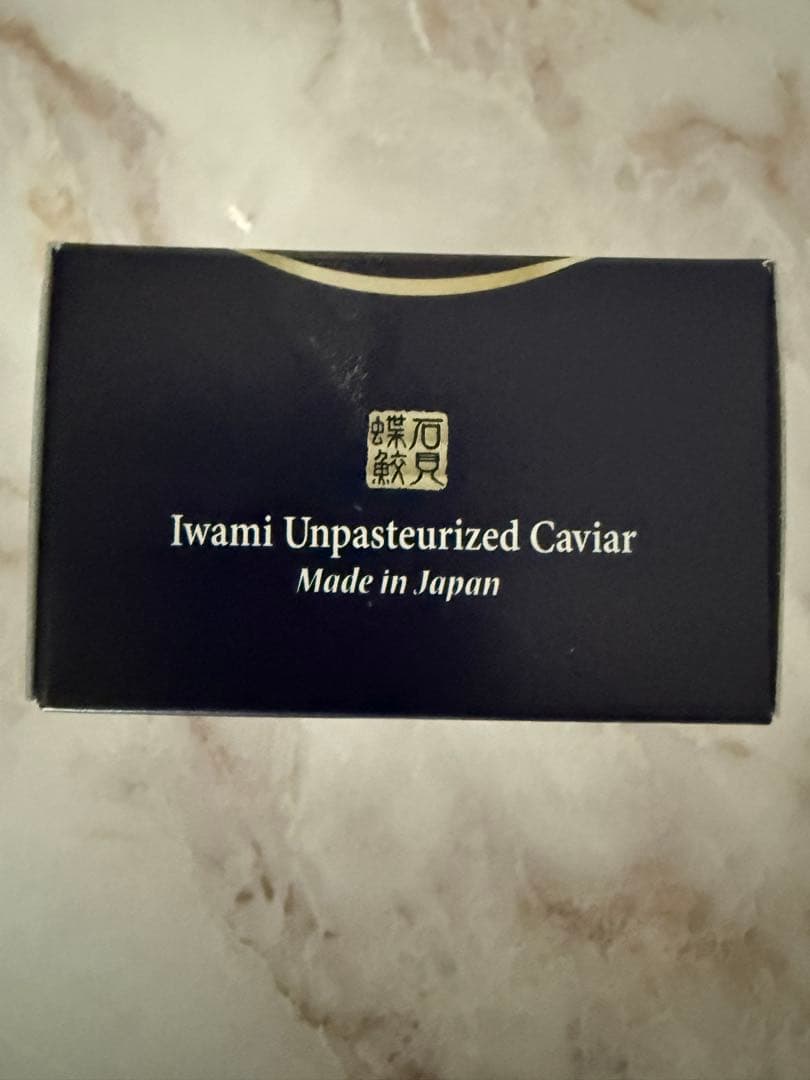 石見
蝶鮫
Iwami Unpasteurized Caviar
Made in Japan